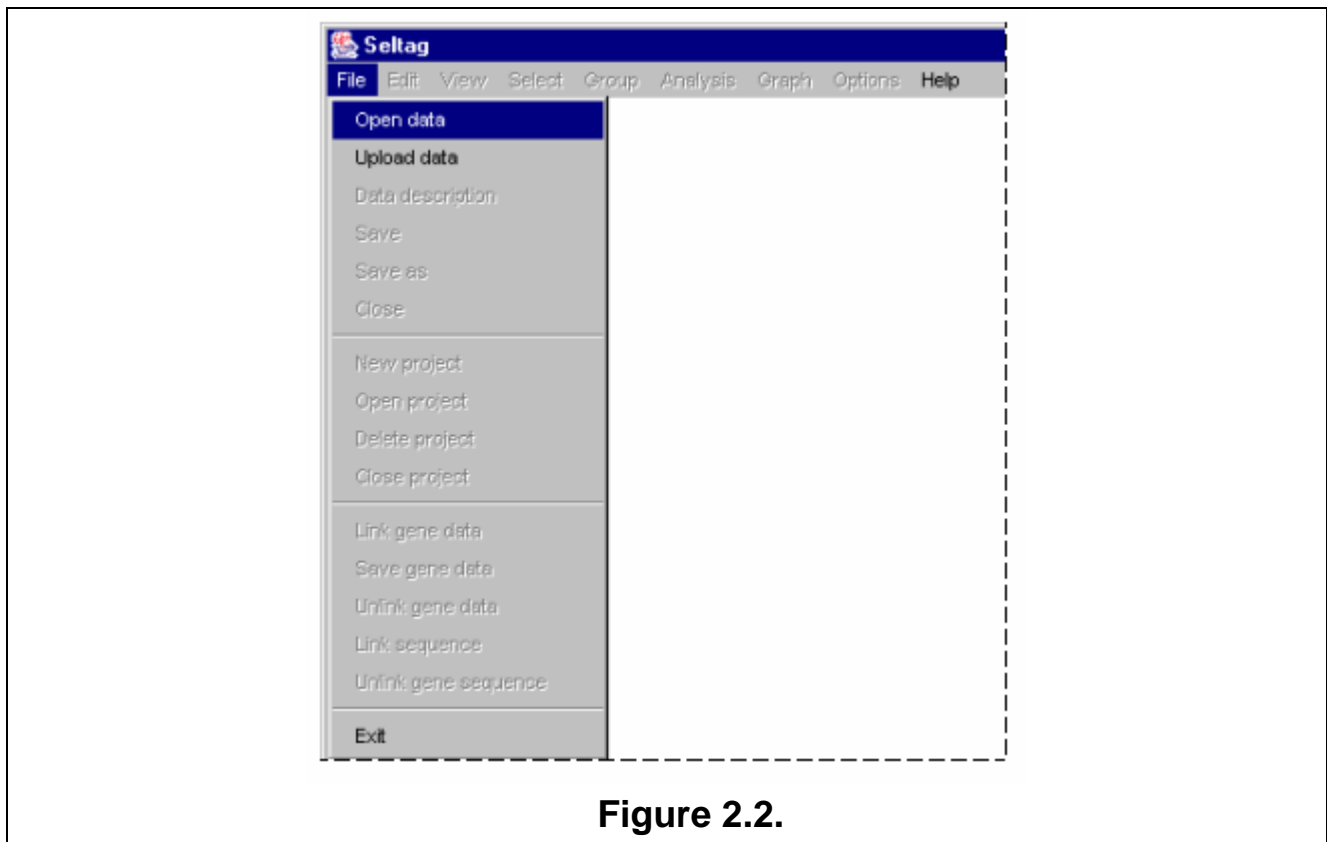 Seltag
File Edit View Select Group Analysis Graph Options Help
Open data
Upload data
Data description
Save
Save as
Close
New project
Open project
Delete project
Close project
Link gene data
Save gene data
Unlink gene data
Link sequence
Unlink gene sequence
Exit
Figure 2.2.